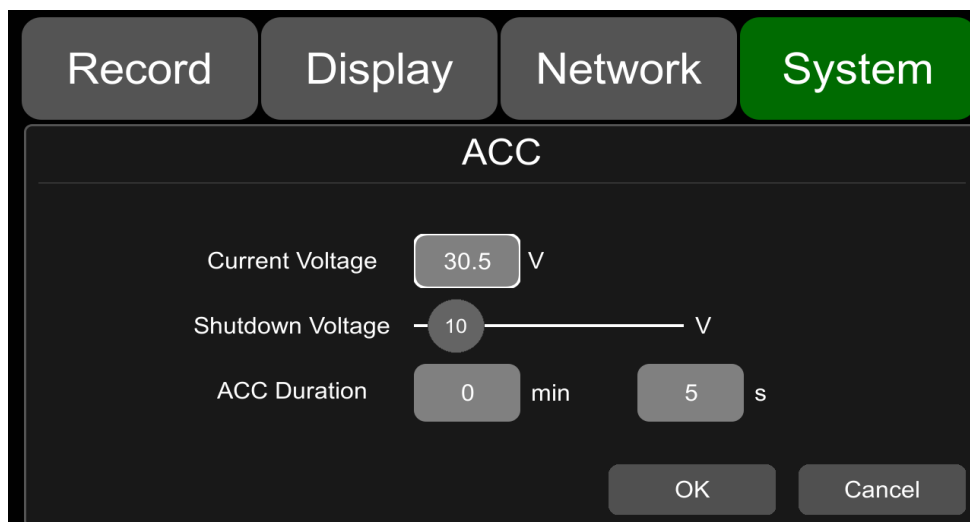 Record Display Network System
ACC
Current Voltage 30.5 V
Shutdown Voltage 10 V
ACC Duration 0 min 5 s
OK Cancel